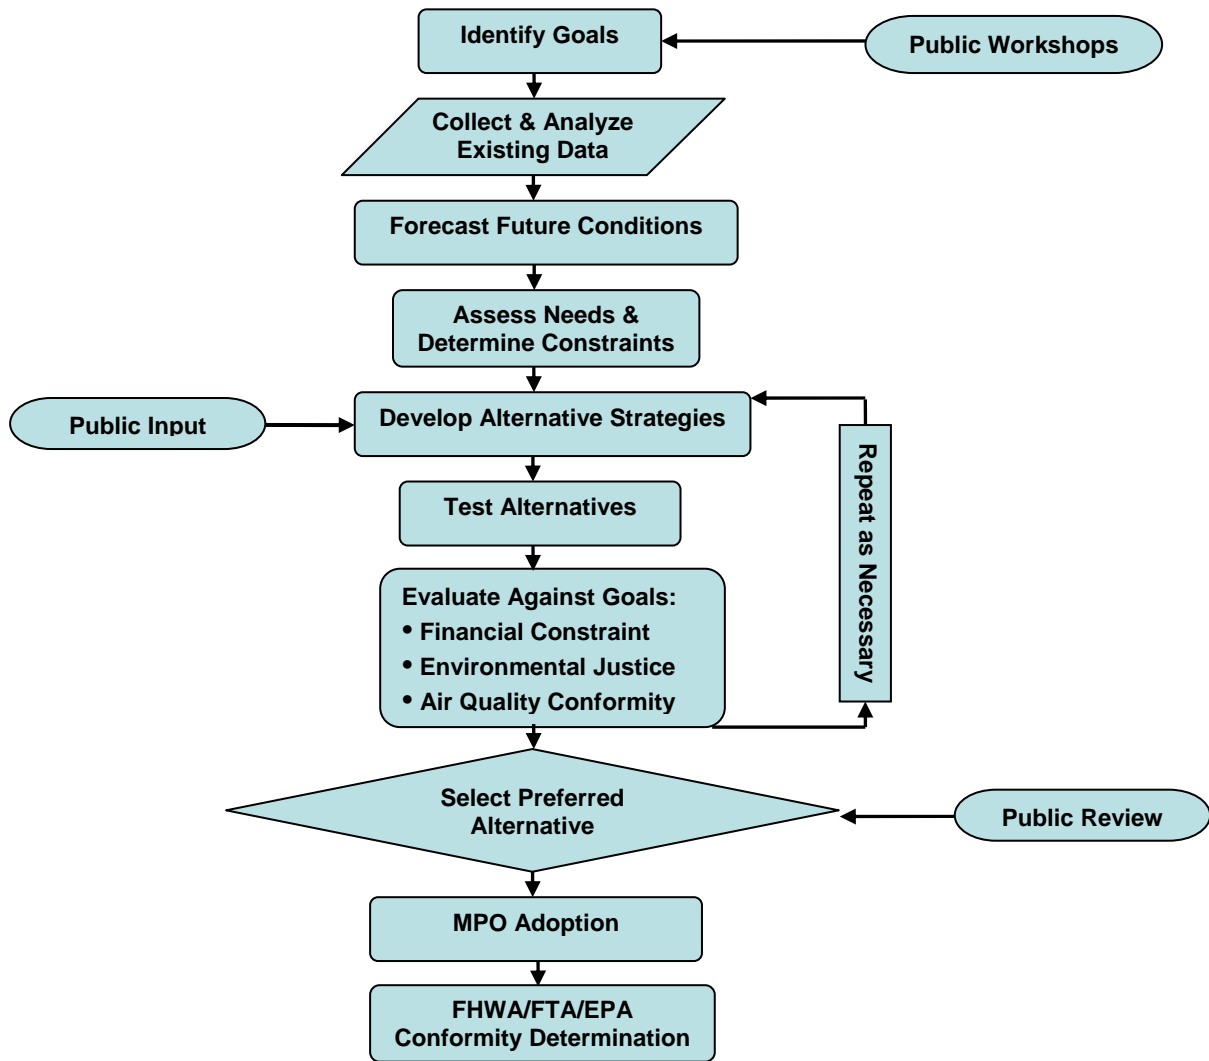 Identify Goals
Public Workshops
Collect & Analyze
Existing Data
Forecast Future Conditions
Assess Needs &
Determine Constraints
Public Input
Develop Alternative Strategies
Test Alternatives
Repeat as Necessary
Evaluate Against Goals:
• Financial Constraint
• Environmental Justice
• Air Quality Conformity
Select Preferred
Alternative
Public Review
MPO Adoption
FHWA/FTA/EPA
Conformity Determination